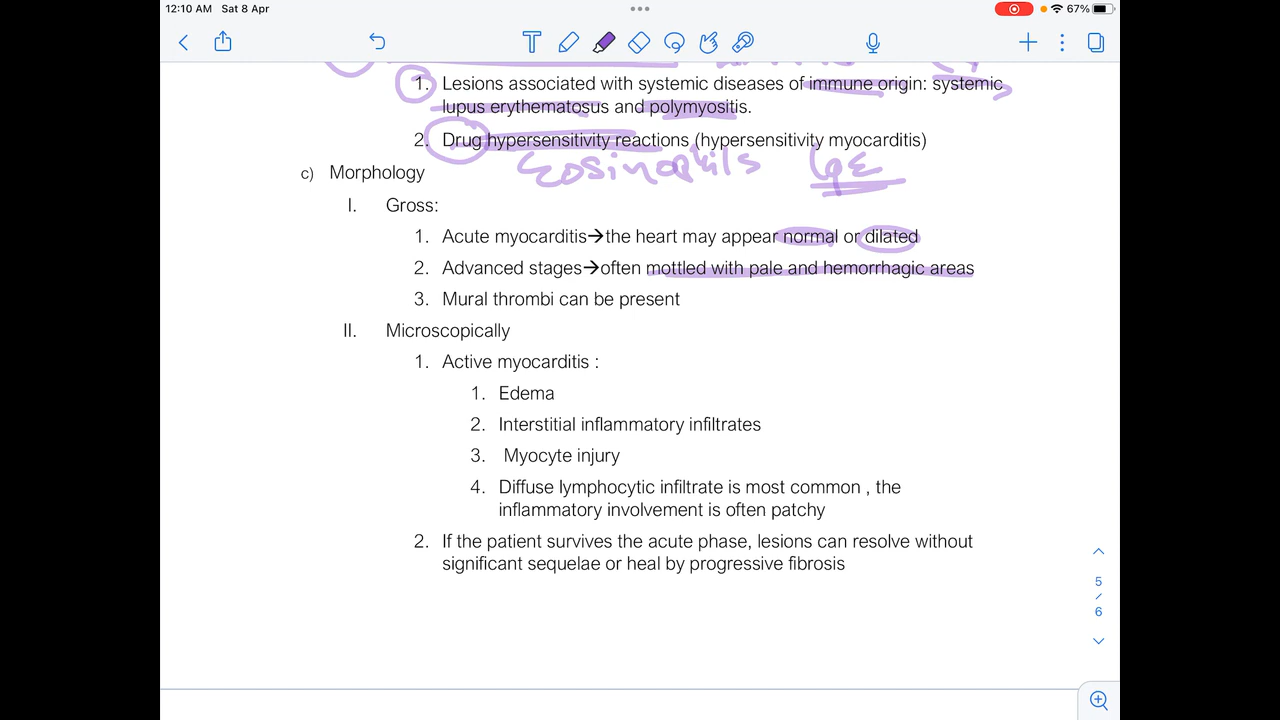 12:10 AM Sat 8 Apr 67%
1. Lesions associated with systemic diseases of immune origin: systemic
lupus erythematosus and polymyositis.
2. Drug hypersensitivity reactions (hypersensitivity myocarditis)
Eosinophils IgE
c) Morphology
I. Gross:
1. Acute myocarditis→the heart may appear normal or dilated
2. Advanced stages→often mottled with pale and hemorrhagic areas
3. Mural thrombi can be present
II. Microscopically
1. Active myocarditis :
1. Edema
2. Interstitial inflammatory infiltrates
3. Myocyte injury
4. Diffuse lymphocytic infiltrate is most common , the
inflammatory involvement is often patchy
2. If the patient survives the acute phase, lesions can resolve without
significant sequelae or heal by progressive fibrosis
5
/
6